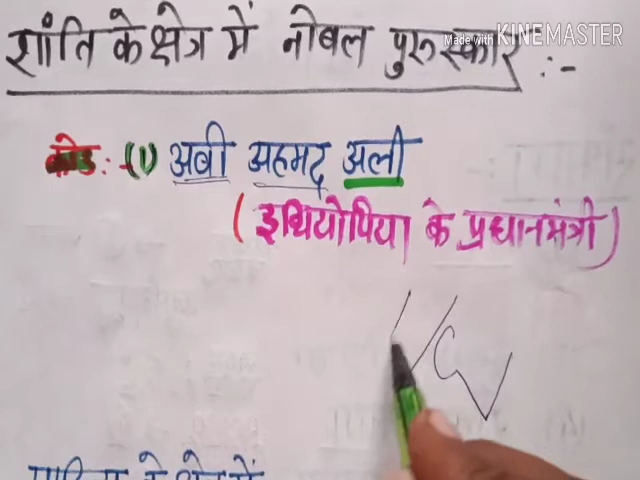 शांति के क्षेत्र में नोबल पुरुस्कार :-
Made with KINEMASTER
(1) अबी अहमद अली
(इथियोपिया के प्रधानमंत्री)